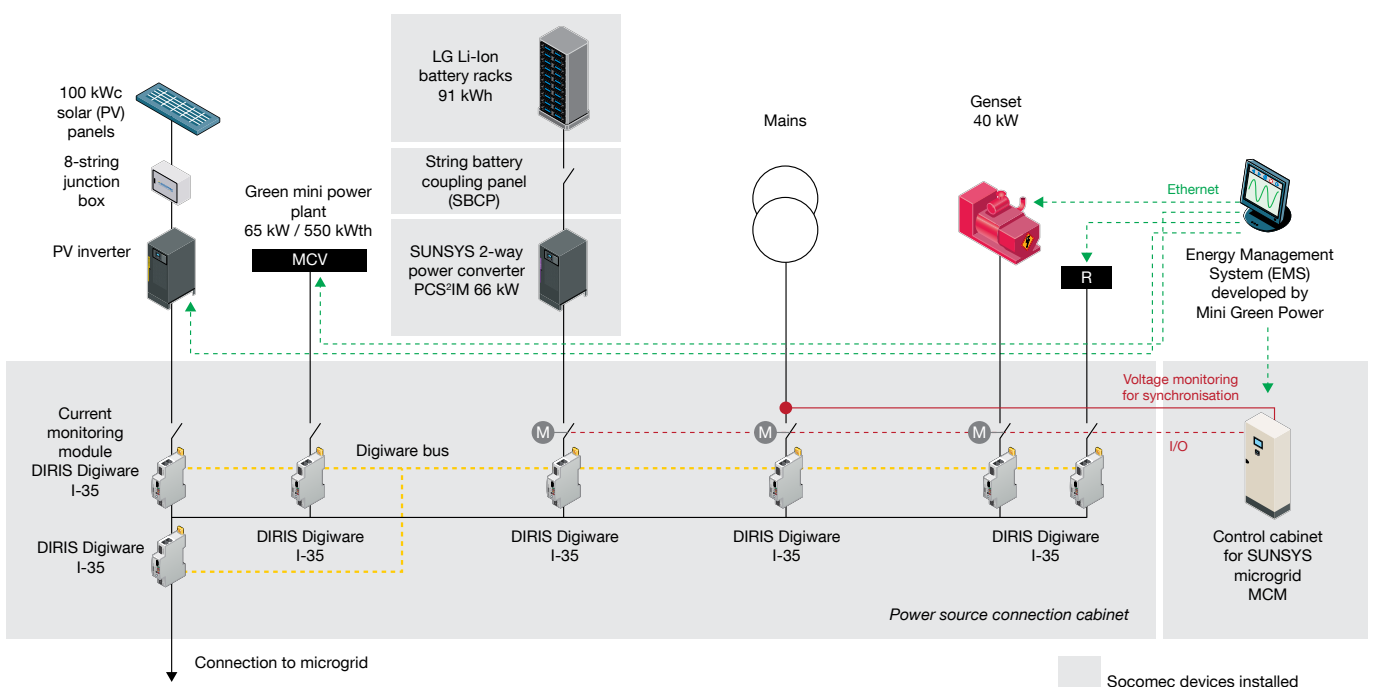 100 kWc
solar (PV)
panels
8-string
junction
box
PV inverter
Green mini power
plant
65 kW / 550 kWth
MCV
LG Li-Ion
battery racks
91 kWh
String battery
coupling panel
(SBCP)
SUNSYS 2-way
power converter
PCS²IM 66 kW
Mains
Genset
40 kW
Ethernet
R
Energy Management
System (EMS)
developed by
Mini Green Power
Voltage monitoring
for synchronisation
I/O
Current
monitoring
module
DIRIS Digiware
I-35
Digiware bus
M
M
M
DIRIS Digiware
I-35
DIRIS Digiware
I-35
DIRIS Digiware
I-35
DIRIS Digiware
I-35
DIRIS Digiware
I-35
Control cabinet
for SUNSYS
microgrid
MCM
Power source connection cabinet
Connection to microgrid
Socomec devices installed